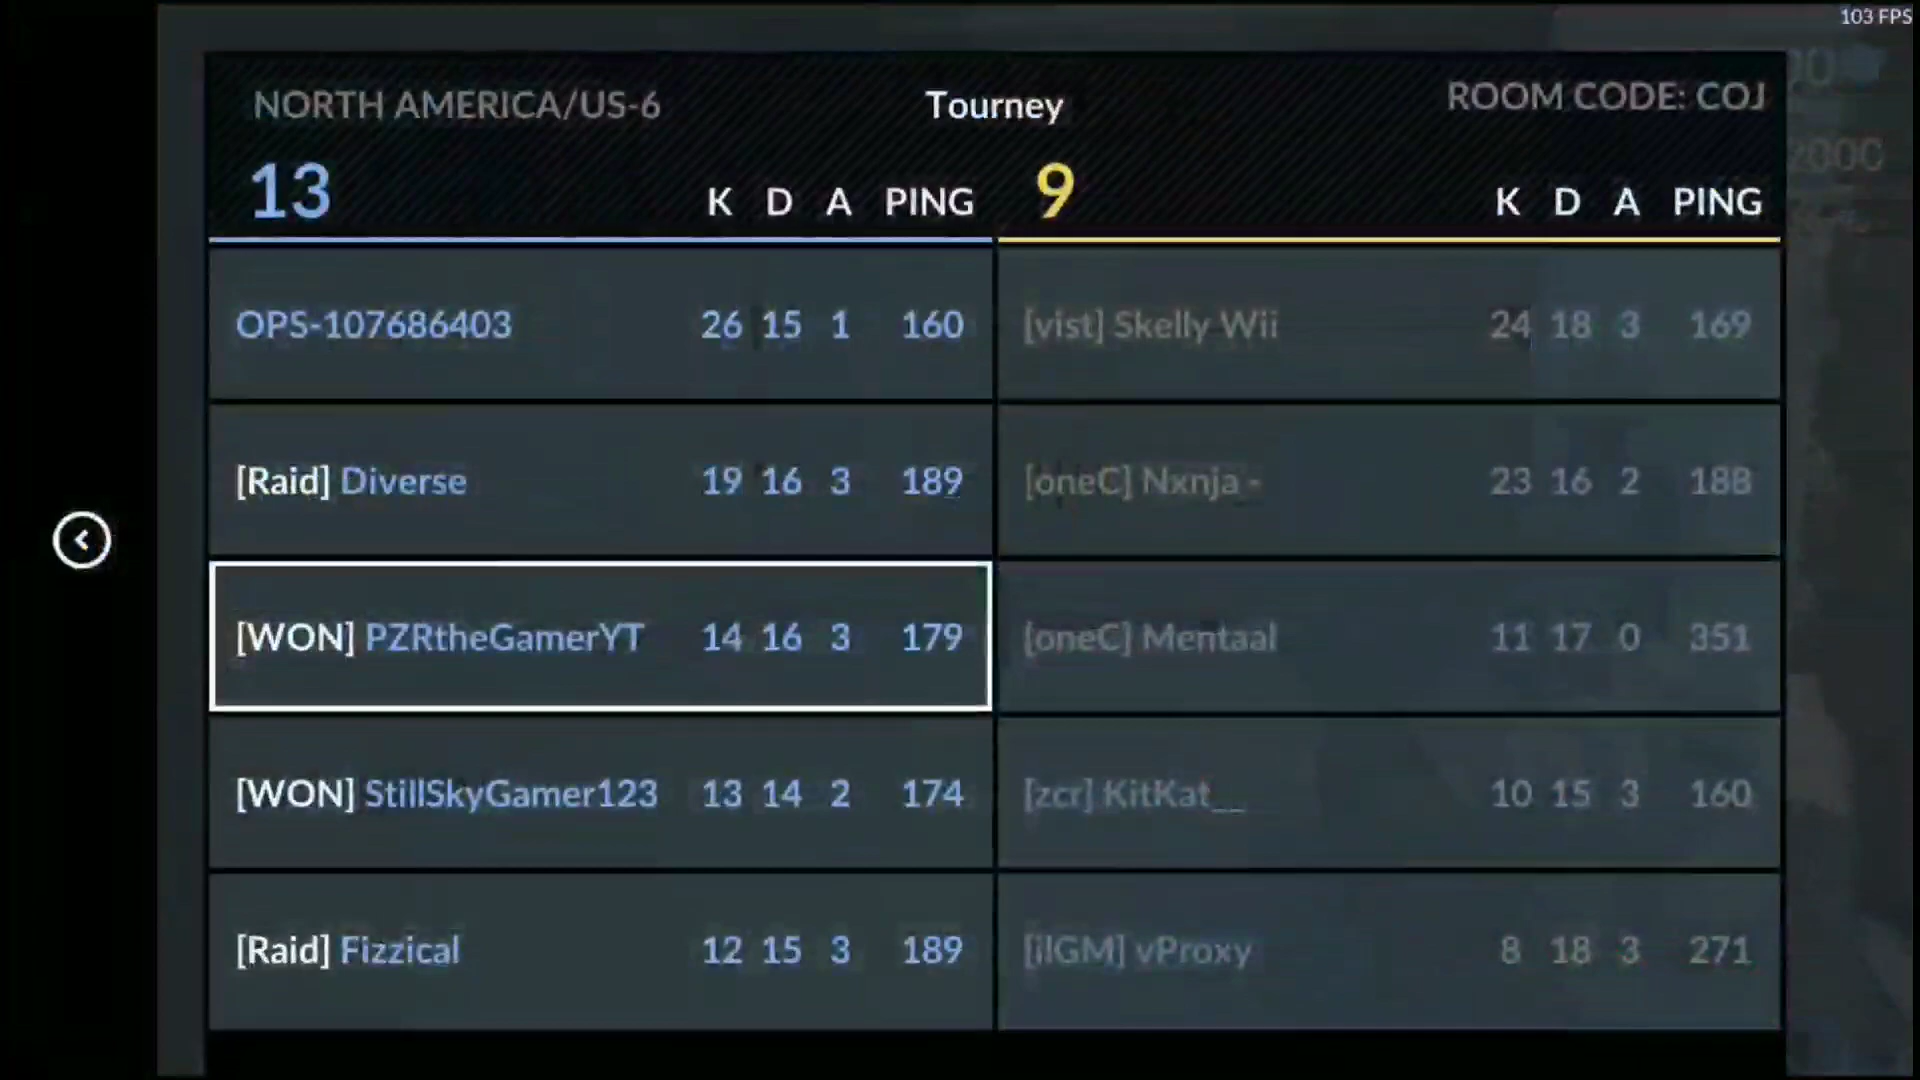 103 FPS
NORTH AMERICA/US-6 Tourney ROOM CODE: COJ
13 K D A PING 9 K D A PING
OPS-107686403 26 15 1 160 [vist] Skelly Wii 24 18 3 169
[Raid] Diverse 19 16 3 189 [oneC] Nxnja - 23 16 2 188
[WON] PZRtheGamerYT 14 16 3 179 [oneC] Mentaal 11 17 0 351
[WON] StillSkyGamer123 13 14 2 174 [zcr] KitKat__ 10 15 3 160
[Raid] Fizzical 12 15 3 189 vProxy 8 18 3 271